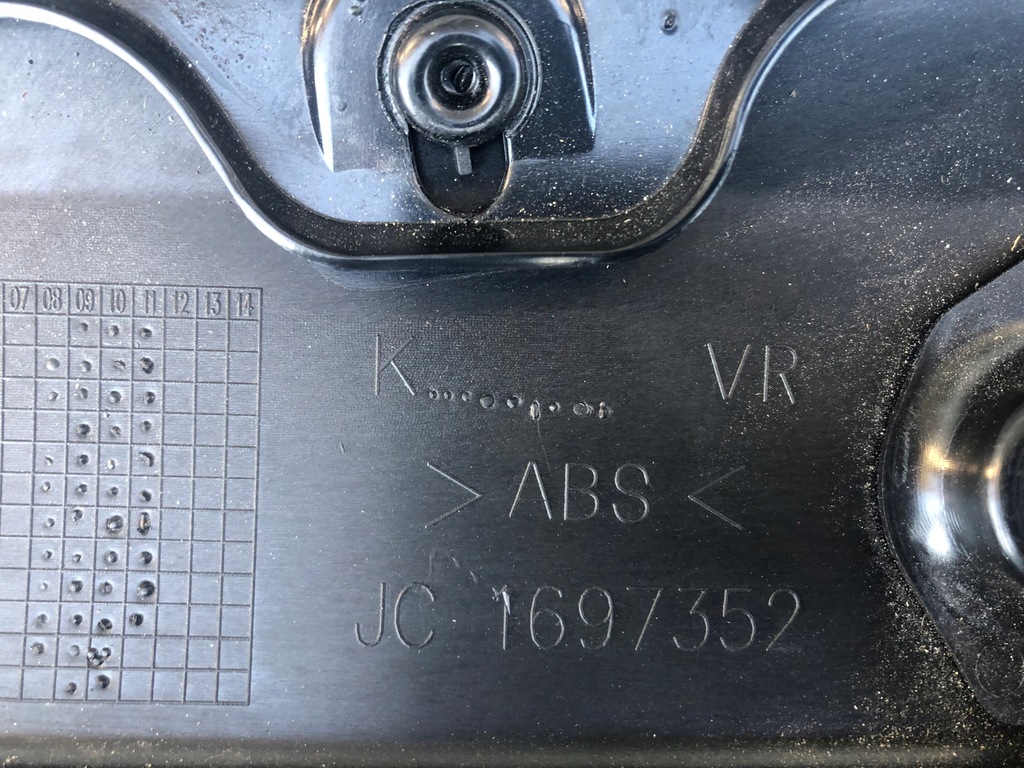 07 08 09 10 11 12 13 14
K......... VR
>ABS<
JC 1697352